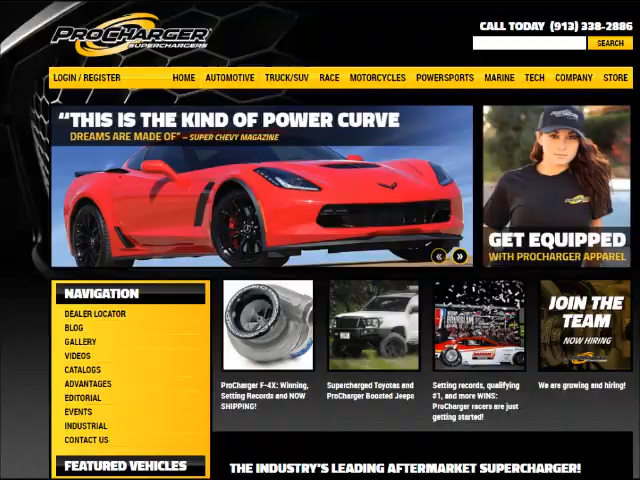 PROCHARGER
SUPERCHARGERS
CALL TODAY (913) 338-2886
SEARCH
LOGIN / REGISTER HOME AUTOMOTIVE TRUCK/SUV RACE MOTORCYCLES POWERSPORTS MARINE TECH COMPANY STORE
“THIS IS THE KIND OF POWER CURVE
DREAMS ARE MADE OF” – SUPER CHEVY MAGAZINE
GET EQUIPPED
WITH PROCHARGER APPAREL
NAVIGATION
DEALER LOCATOR
BLOG
GALLERY
VIDEOS
CATALOGS
ADVANTAGES
EDITORIAL
EVENTS
INDUSTRIAL
CONTACT US
FEATURED VEHICLES
ProCharger F-4X: Winning,
Setting Records and NOW
SHIPPING!
Supercharged Toyotas and
ProCharger Boosted Jeeps
Setting records, qualifying
#1, and more WINS:
ProCharger racers are just
getting started!
JOIN THE
TEAM
NOW HIRING
We are growing and hiring!
THE INDUSTRY'S LEADING AFTERMARKET SUPERCHARGER!